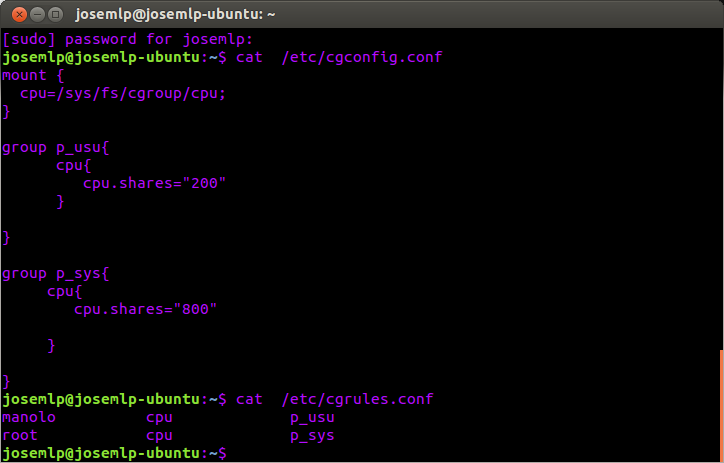 josemlp@josemlp-ubuntu: ~
[sudo] password for josemlp:
josemlp@josemlp-ubuntu:~$ cat  /etc/cgconfig.conf
mount {
  cpu=/sys/fs/cgroup/cpu;
}
group p_usu{
      cpu{
         cpu.shares="200"
      }
}
group p_sys{
     cpu{
        cpu.shares="800"
     }
}
josemlp@josemlp-ubuntu:~$ cat  /etc/cgrules.conf
manolo          cpu             p_usu
root            cpu             p_sys
josemlp@josemlp-ubuntu:~$